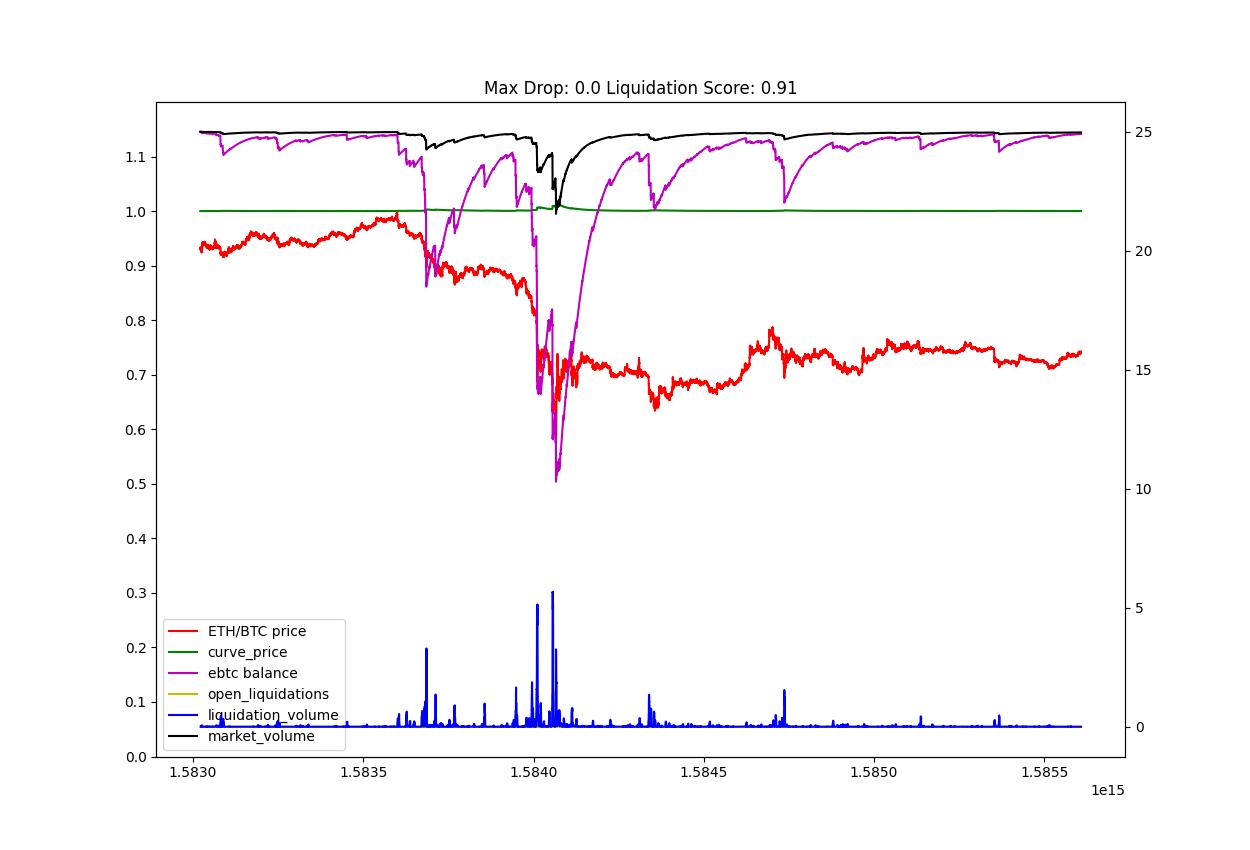 Max Drop: 0.0 Liquidation Score: 0.91
1.1
1.0
0.9
0.8
0.7
0.6
0.5
0.4
0.3
0.2
0.1
0.0
25
20
15
10
5
0
ETH/BTC price
curve_price
ebtc balance
open_liquidations
liquidation_volume
market_volume
1.5830 1.5835 1.5840 1.5845 1.5850 1.5855
1e15